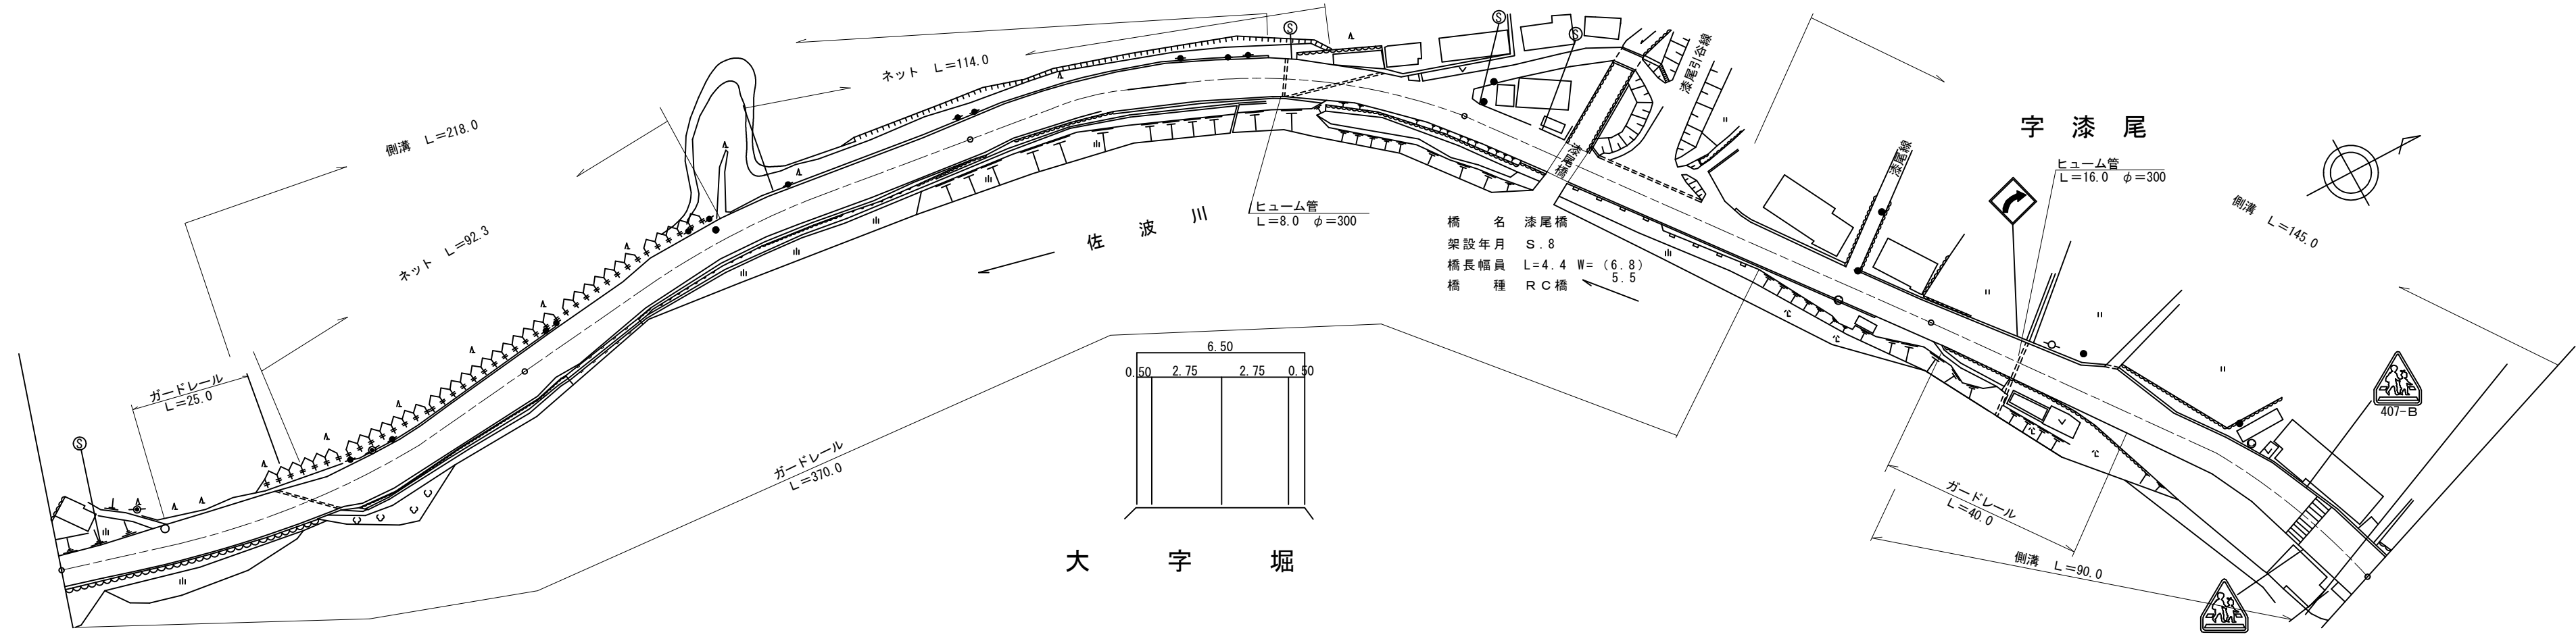 側溝 L=218.0
ネット L=114.0
ネット L=92.3
ガードレール
L=25.0
Ⓢ
Ⓢ
Ⓢ
Ⓢ
漆尾引谷線
漆尾橋
漆尾線
字 漆 尾
ヒューム管
L=16.0 φ=300
側溝 L=145.0
佐 波 川
ヒューム管
L=8.0 φ=300
橋 名 漆尾橋
架設年月 S.8
橋長幅員 L=4.4 W=(6.8)
5.5
橋 種 RC橋
6.50
0.50 2.75 2.75 0.50
ガードレール
L=370.0
大 字 堀
407-B
ガードレール
L=40.0
側溝 L=90.0